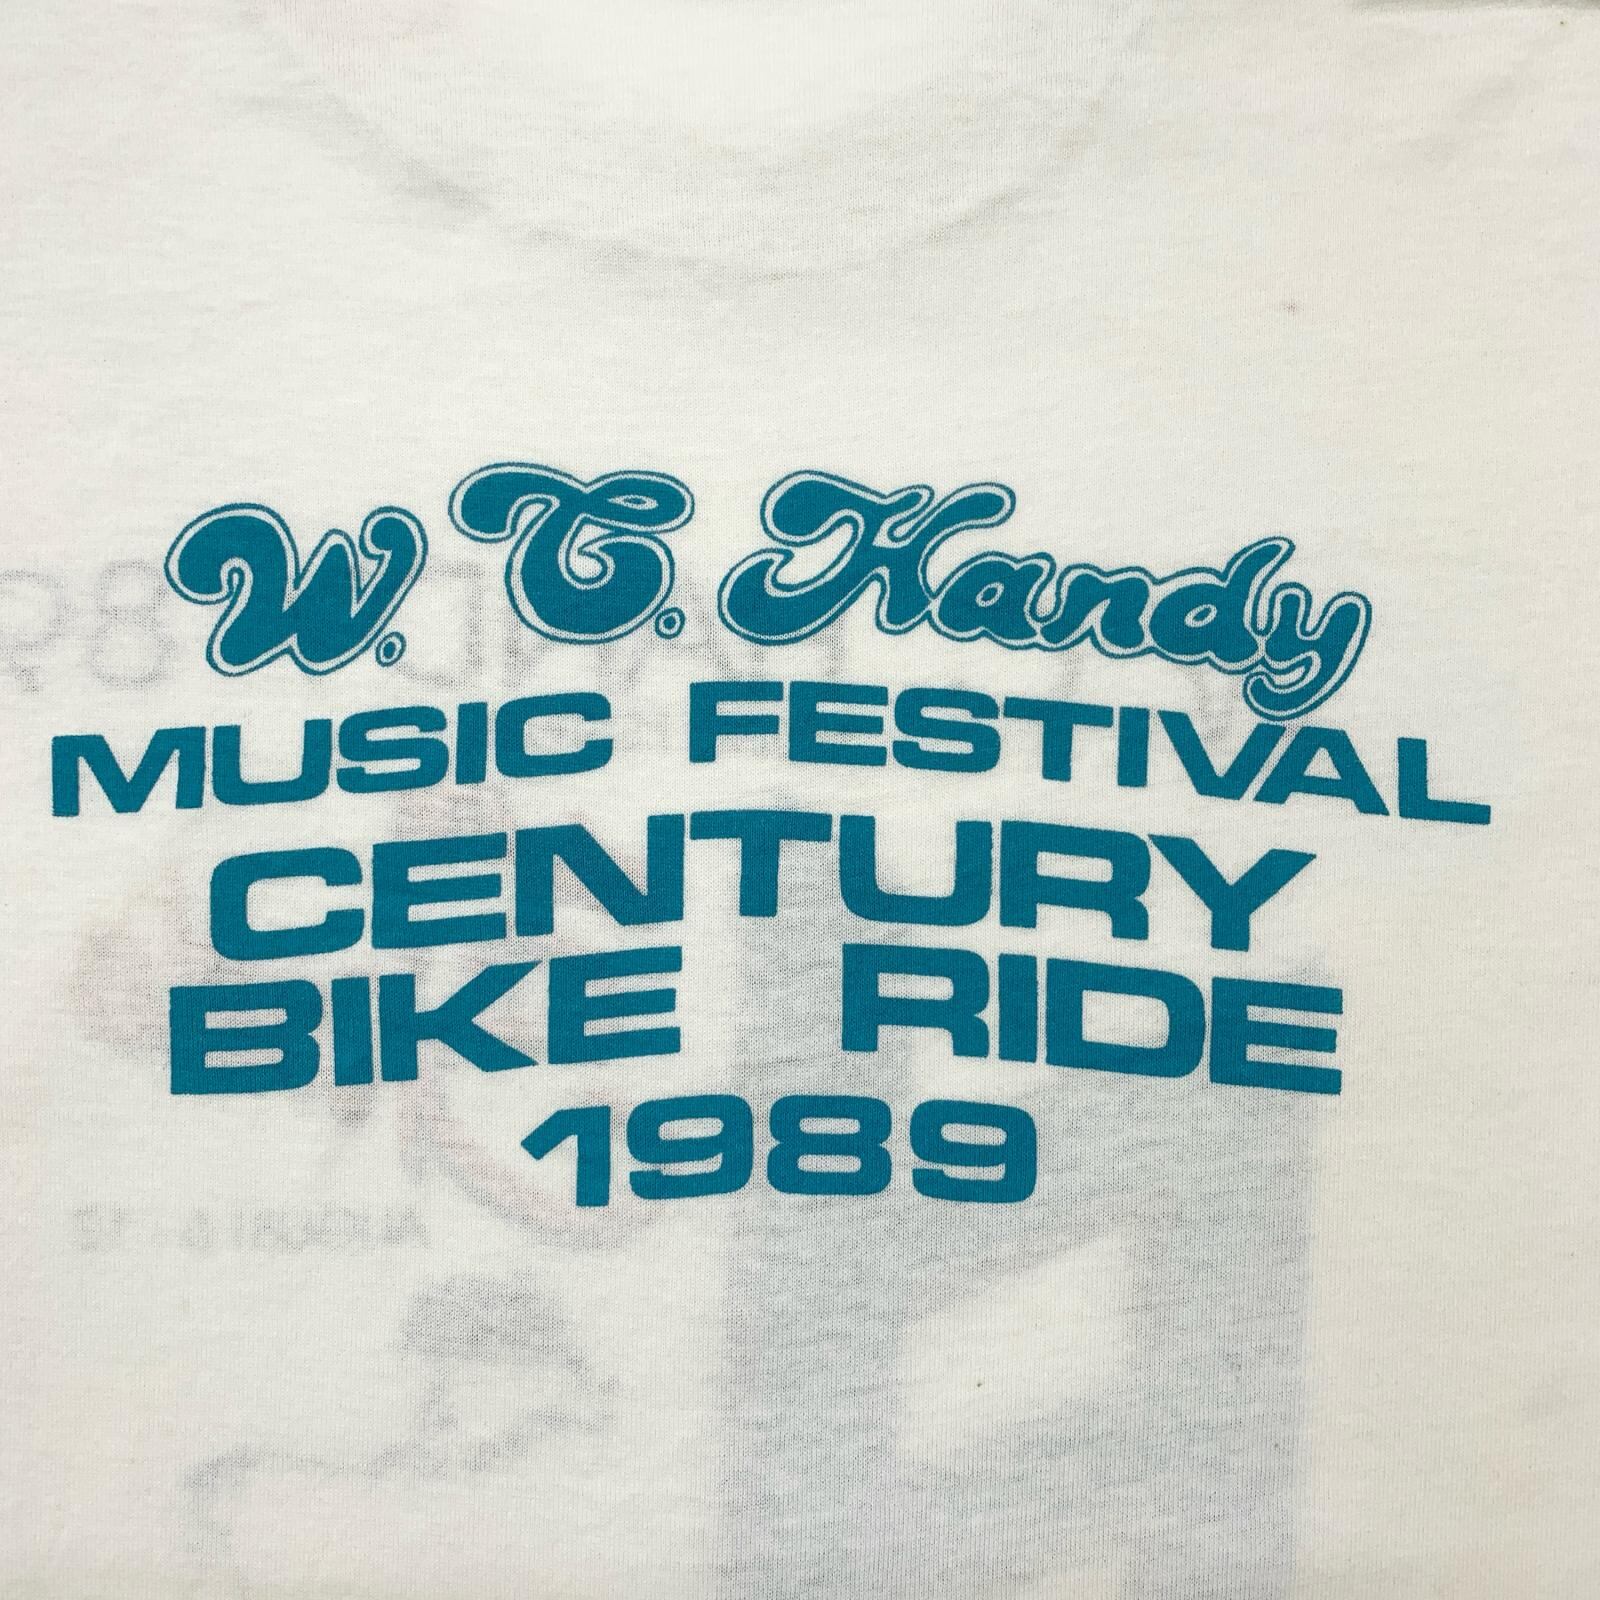 W. C. Handy
MUSIC FESTIVAL
CENTURY
BIKE RIDE
1989